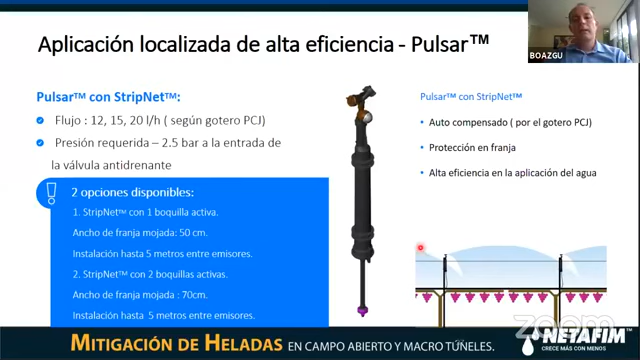 Aplicación localizada de alta eficiencia - Pulsar™
BOAZGU
Pulsar™ con StripNet™:
Flujo : 12, 15, 20 l/h ( según gotero PCJ)
Presión requerida – 2.5 bar a la entrada de
la válvula antidrenante
2 opciones disponibles:
1. StripNet™ con 1 boquilla activa.
Ancho de franja mojada: 50 cm.
Instalación hasta 5 metros entre emisores.
2. StripNet™ con 2 boquillas activas.
Ancho de franja mojada : 70cm.
Instalación hasta 5 metros entre emisores.
Pulsar™ con StripNet™
• Auto compensado ( por el gotero PCJ)
• Protección en franja
• Alta eficiencia en la aplicación del agua
zoom
MITIGACIÓN DE HELADAS EN CAMPO ABIERTO Y MACRO TÚNELES.
NETAFIM™
CRECE MÁS CON MENOS